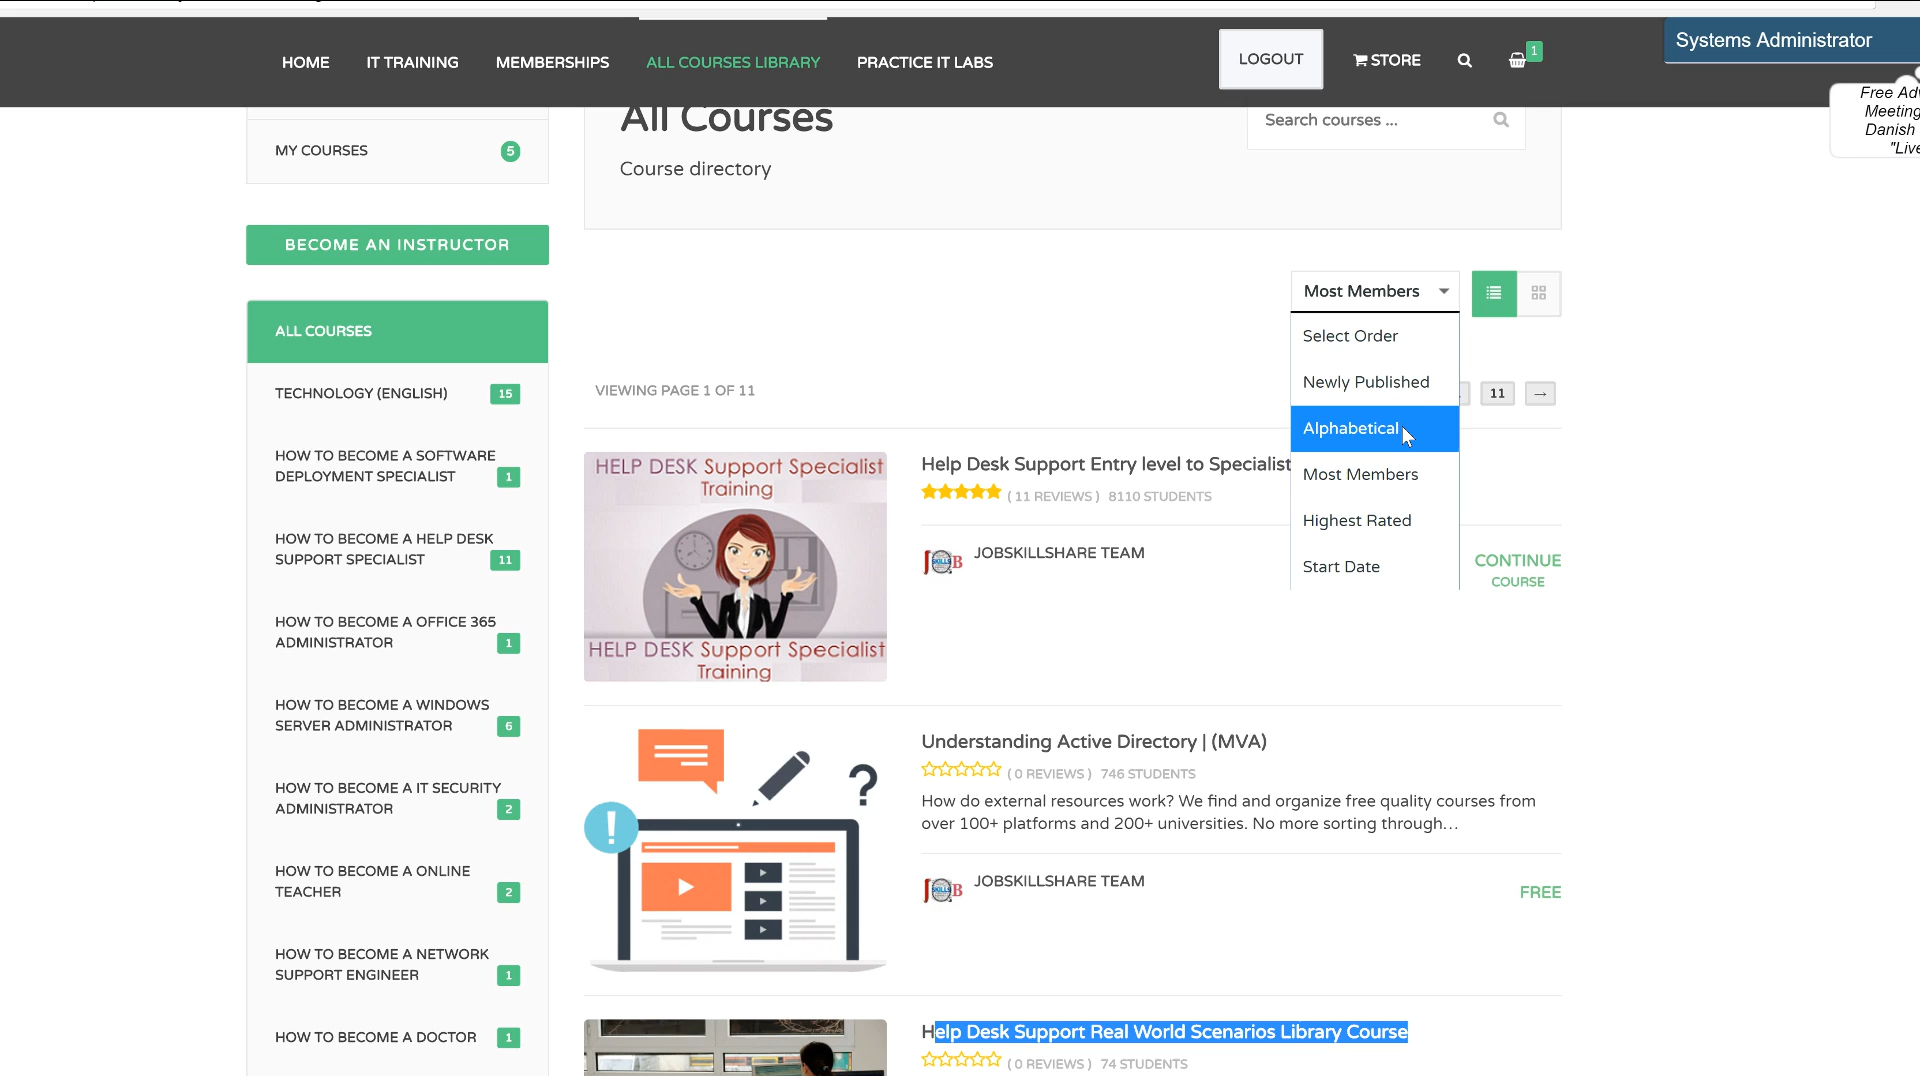 HOME
IT TRAINING
MEMBERSHIPS
ALL COURSES LIBRARY
PRACTICE IT LABS
LOGOUT
STORE
1
Systems Administrator
Free Adv
Meeting
Danish
"Live
All Courses
Course directory
Search courses ...
MY COURSES
5
BECOME AN INSTRUCTOR
ALL COURSES
TECHNOLOGY (ENGLISH)
15
HOW TO BECOME A SOFTWARE
DEPLOYMENT SPECIALIST
1
HOW TO BECOME A HELP DESK
SUPPORT SPECIALIST
11
HOW TO BECOME A OFFICE 365
ADMINISTRATOR
1
HOW TO BECOME A WINDOWS
SERVER ADMINISTRATOR
6
HOW TO BECOME A IT SECURITY
ADMINISTRATOR
2
HOW TO BECOME A ONLINE
TEACHER
2
HOW TO BECOME A NETWORK
SUPPORT ENGINEER
1
HOW TO BECOME A DOCTOR
1
Most Members
Select Order
Newly Published
Alphabetical
Most Members
Highest Rated
Start Date
VIEWING PAGE 1 OF 11
11
→
HELP DESK Support Specialist
Training
HELP DESK Support Specialist
Training
Help Desk Support Entry level to Specialist
( 11 REVIEWS ) 8110 STUDENTS
JOBSKILLSHARE TEAM
CONTINUE
COURSE
Understanding Active Directory | (MVA)
( 0 REVIEWS ) 746 STUDENTS
How do external resources work? We find and organize free quality courses from
over 100+ platforms and 200+ universities. No more sorting through…
JOBSKILLSHARE TEAM
FREE
Help Desk Support Real World Scenarios Library Course
( 0 REVIEWS ) 74 STUDENTS